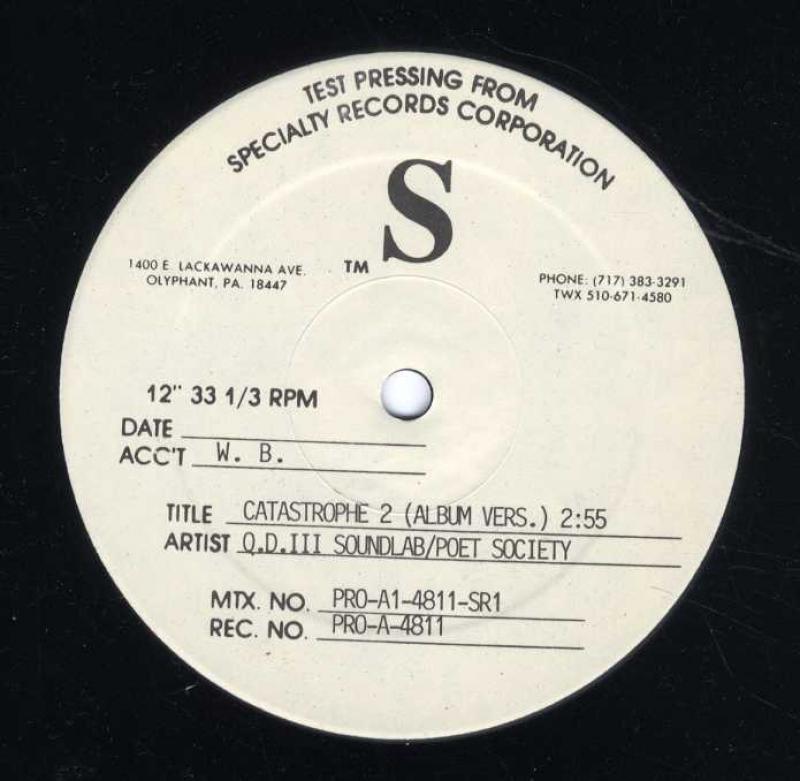 TEST PRESSING FROM
SPECIALTY RECORDS CORPORATION
S
TM
1400 E. LACKAWANNA AVE.
OLYPHANT, PA. 18447
PHONE: (717) 383-3291
TWX 510-671-4580
12" 33 1/3 RPM
DATE
ACC'T W. B.
TITLE CATASTROPHE 2 (ALBUM VERS.) 2:55
ARTIST Q.D.III SOUNDLAB/POET SOCIETY
MTX. NO. PRO-A1-4811-SR1
REC. NO. PRO-A-4811